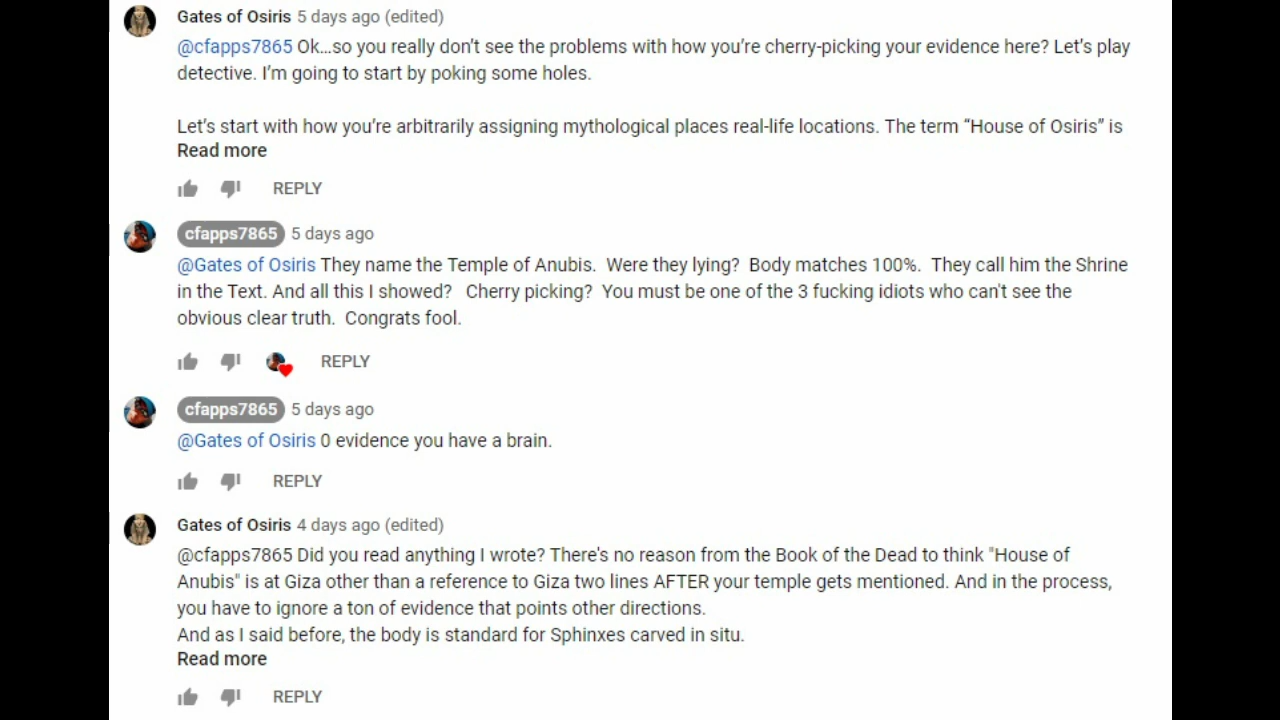 Gates of Osiris 5 days ago (edited)
@cfapps7865 Ok...so you really don’t see the problems with how you’re cherry-picking your evidence here? Let’s play
detective. I’m going to start by poking some holes.
Let’s start with how you’re arbitrarily assigning mythological places real-life locations. The term “House of Osiris” is
Read more
REPLY
cfapps7865 5 days ago
@Gates of Osiris They name the Temple of Anubis.  Were they lying?  Body matches 100%.  They call him the Shrine
in the Text. And all this I showed?   Cherry picking?  You must be one of the 3 fucking idiots who can't see the
obvious clear truth.  Congrats fool.
REPLY
cfapps7865 5 days ago
@Gates of Osiris 0 evidence you have a brain.
REPLY
Gates of Osiris 4 days ago (edited)
@cfapps7865 Did you read anything I wrote? There's no reason from the Book of the Dead to think "House of
Anubis" is at Giza other than a reference to Giza two lines AFTER your temple gets mentioned. And in the process,
you have to ignore a ton of evidence that points other directions.
And as I said before, the body is standard for Sphinxes carved in situ.
Read more
REPLY